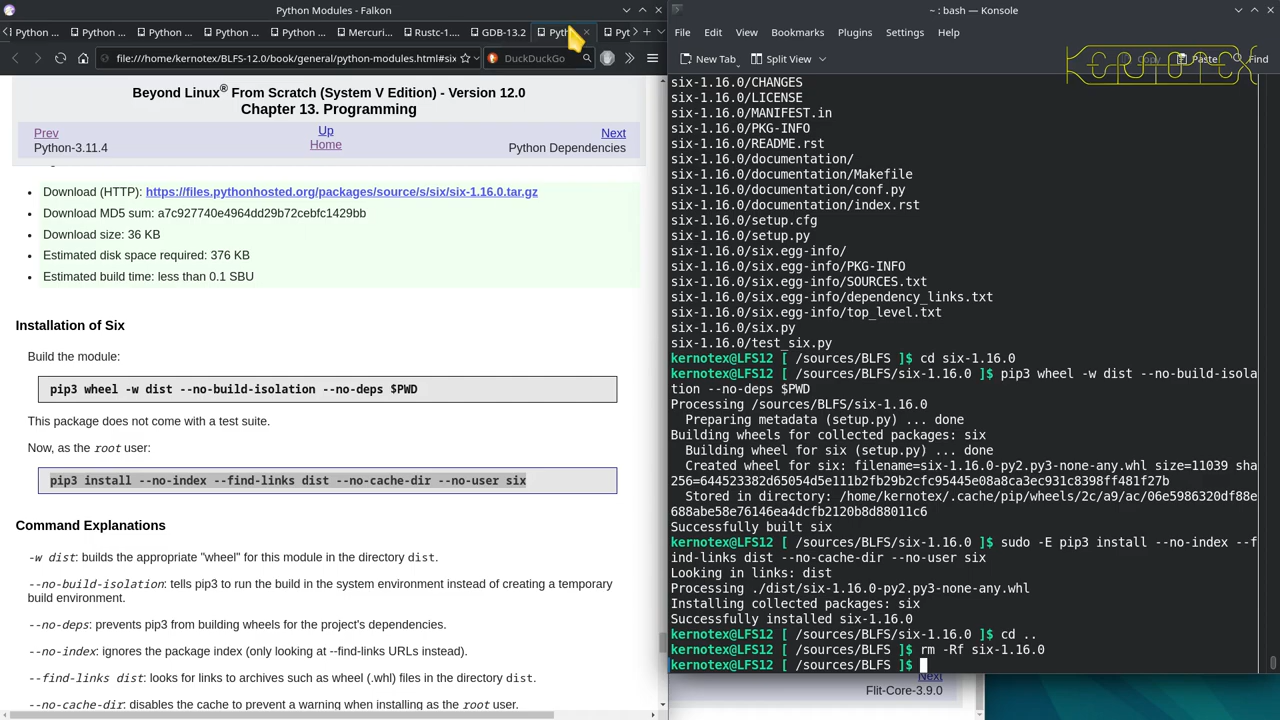 Python Modules - Falkon
Python ...
Python ...
Python ...
Python ...
Python ...
Mercuri...
Rustc-1....
GDB-13.2
Pyth
Pyt
file:///home/kernotex/BLFS-12.0/book/general/python-modules.html#six
DuckDuckGo
Beyond Linux® From Scratch (System V Edition) - Version 12.0
Chapter 13. Programming
Prev
Up
Next
Python-3.11.4
Home
Python Dependencies
Download (HTTP): https://files.pythonhosted.org/packages/source/s/six/six-1.16.0.tar.gz
Download MD5 sum: a7c927740e4964dd29b72cebfc1429bb
Download size: 36 KB
Estimated disk space required: 376 KB
Estimated build time: less than 0.1 SBU
Installation of Six
Build the module:
pip3 wheel -w dist --no-build-isolation --no-deps $PWD
This package does not come with a test suite.
Now, as the root user:
pip3 install --no-index --find-links dist --no-cache-dir --no-user six
Command Explanations
-w dist: builds the appropriate "wheel" for this module in the directory dist.
--no-build-isolation: tells pip3 to run the build in the system environment instead of creating a temporary
build environment.
--no-deps: prevents pip3 from building wheels for the project's dependencies.
--no-index: ignores the package index (only looking at --find-links URLs instead).
--find-links dist: looks for links to archives such as wheel (.whl) files in the directory dist.
--no-cache-dir: disables the cache to prevent a warning when installing as the root user.
~ : bash — Konsole
File Edit View Bookmarks Plugins Settings Help
New Tab Split View Copy Paste Find
KERNOTEX
six-1.16.0/CHANGES
six-1.16.0/LICENSE
six-1.16.0/MANIFEST.in
six-1.16.0/PKG-INFO
six-1.16.0/README.rst
six-1.16.0/documentation/
six-1.16.0/documentation/Makefile
six-1.16.0/documentation/conf.py
six-1.16.0/documentation/index.rst
six-1.16.0/setup.cfg
six-1.16.0/setup.py
six-1.16.0/six.egg-info/
six-1.16.0/six.egg-info/PKG-INFO
six-1.16.0/six.egg-info/SOURCES.txt
six-1.16.0/six.egg-info/dependency_links.txt
six-1.16.0/six.egg-info/top_level.txt
six-1.16.0/six.py
six-1.16.0/test_six.py
kernotex@LFS12 [ /sources/BLFS ]$ cd six-1.16.0
kernotex@LFS12 [ /sources/BLFS/six-1.16.0 ]$ pip3 wheel -w dist --no-build-isola
tion --no-deps $PWD
Processing /sources/BLFS/six-1.16.0
Preparing metadata (setup.py) ... done
Building wheels for collected packages: six
Building wheel for six (setup.py) ... done
Created wheel for six: filename=six-1.16.0-py2.py3-none-any.whl size=11039 sha
256=644523382d65054d5e111b2fb29b2cfc95445e08a8ca3ec931c8398ff481f27b
Stored in directory: /home/kernotex/.cache/pip/wheels/2c/a9/ac/06e5986320df88e
688abe58e76146ea4dcfb2120b8d88011c6
Successfully built six
kernotex@LFS12 [ /sources/BLFS/six-1.16.0 ]$ sudo -E pip3 install --no-index --f
ind-links dist --no-cache-dir --no-user six
Looking in links: dist
Processing ./dist/six-1.16.0-py2.py3-none-any.whl
Installing collected packages: six
Successfully installed six-1.16.0
kernotex@LFS12 [ /sources/BLFS/six-1.16.0 ]$ cd ..
kernotex@LFS12 [ /sources/BLFS ]$ rm -Rf six-1.16.0
kernotex@LFS12 [ /sources/BLFS ]$
Next
Flit-Core-3.9.0